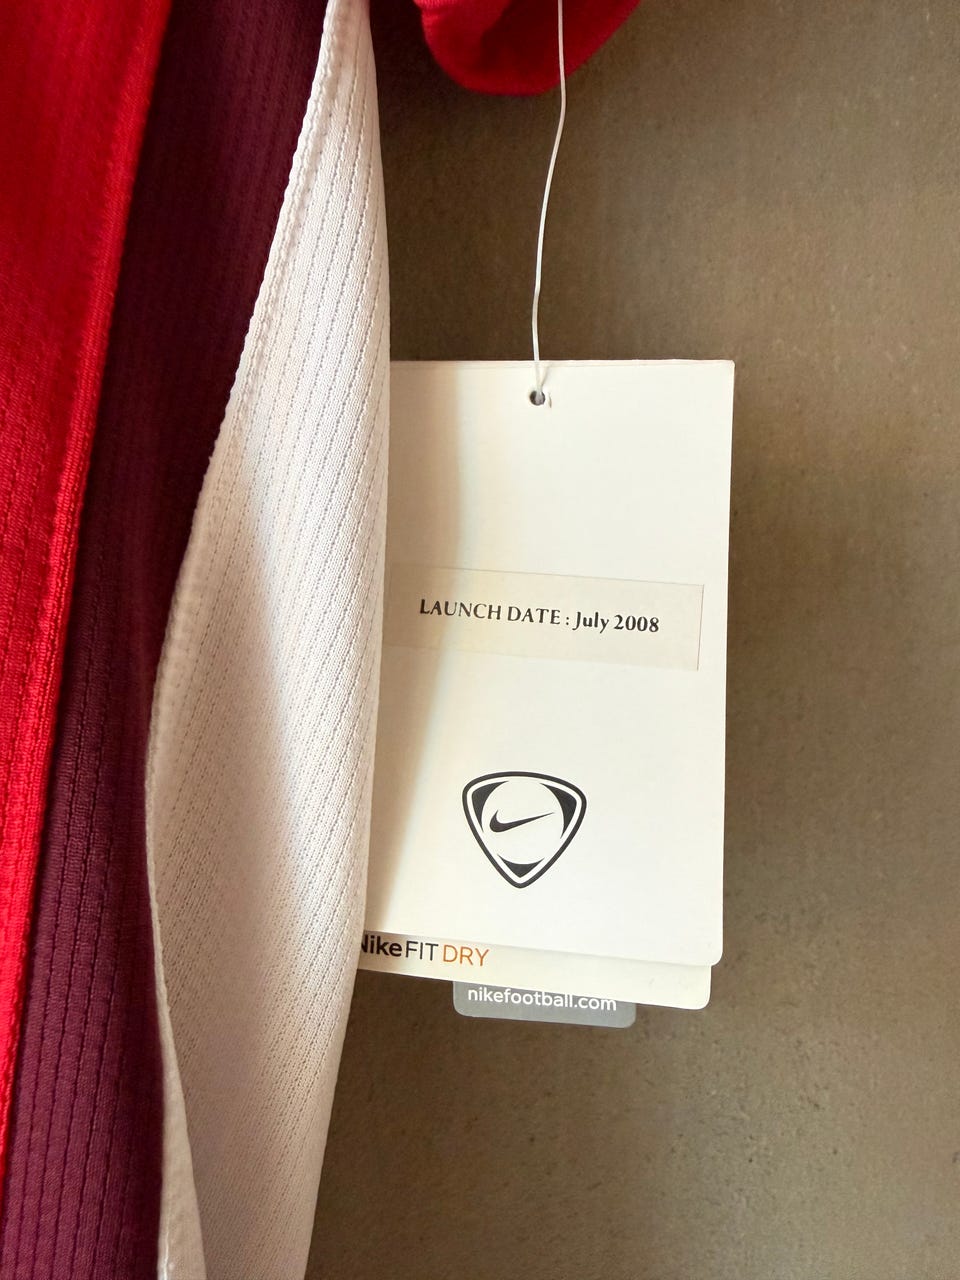 LAUNCH DATE : July 2008
NikeFIT DRY
nikefootball.com